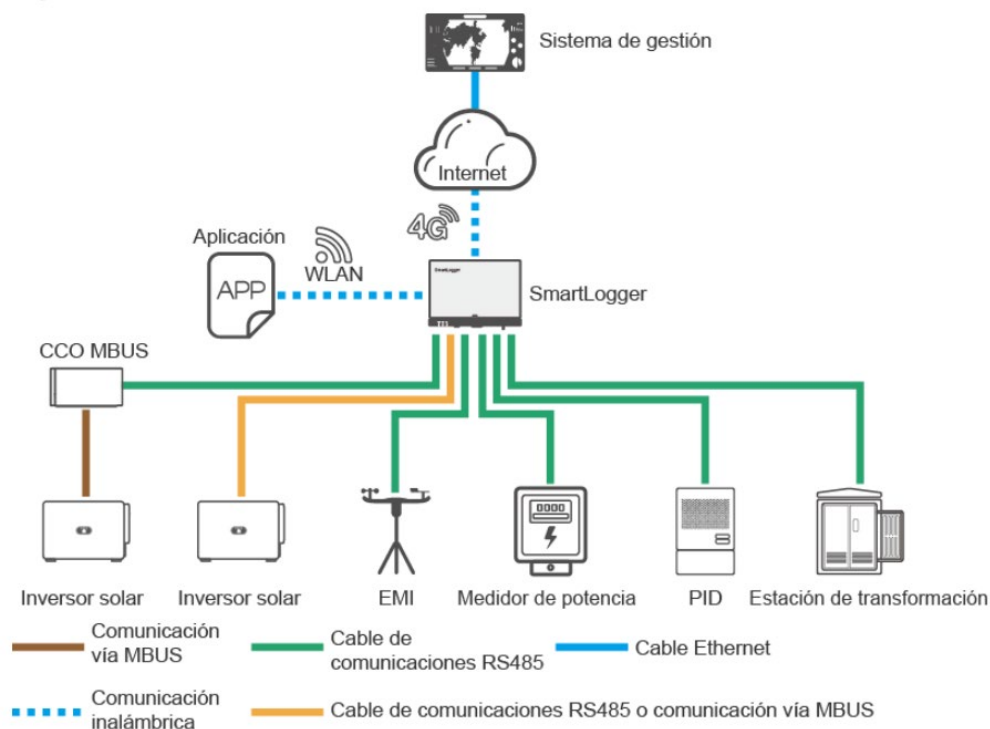 Sistema de gestión
Internet
4G
Aplicación
WLAN
APP
SmartLogger
SmartLogger
CCO MBUS
Inversor solar
Inversor solar
EMI
Medidor de potencia
PID
Estación de transformación
Comunicación
vía MBUS
Cable de
comunicaciones RS485
Cable Ethernet
Comunicación
inalámbrica
Cable de comunicaciones RS485 o comunicación vía MBUS